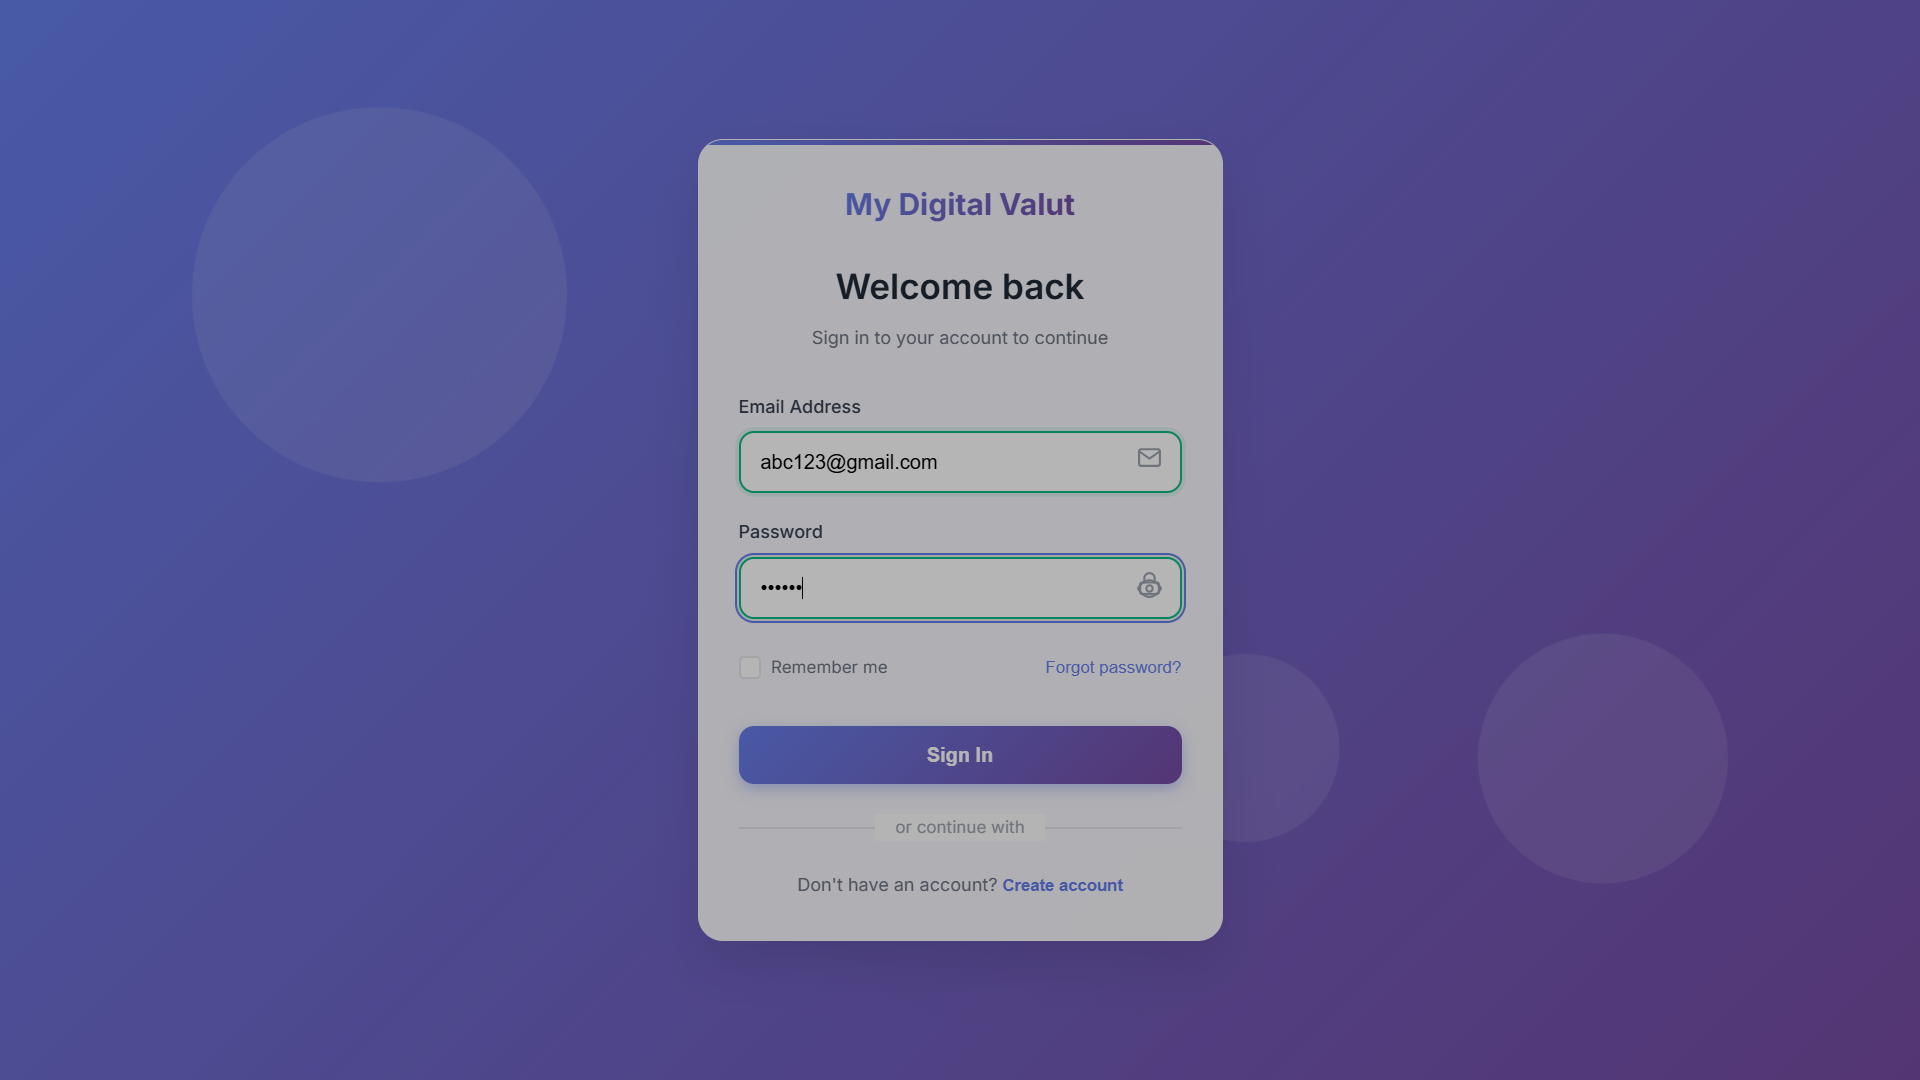 My Digital Valut
Welcome back
Sign in to your account to continue
Email Address
abc123@gmail.com
Password
••••••
Remember me
Forgot password?
Sign In
or continue with
Don't have an account? Create account